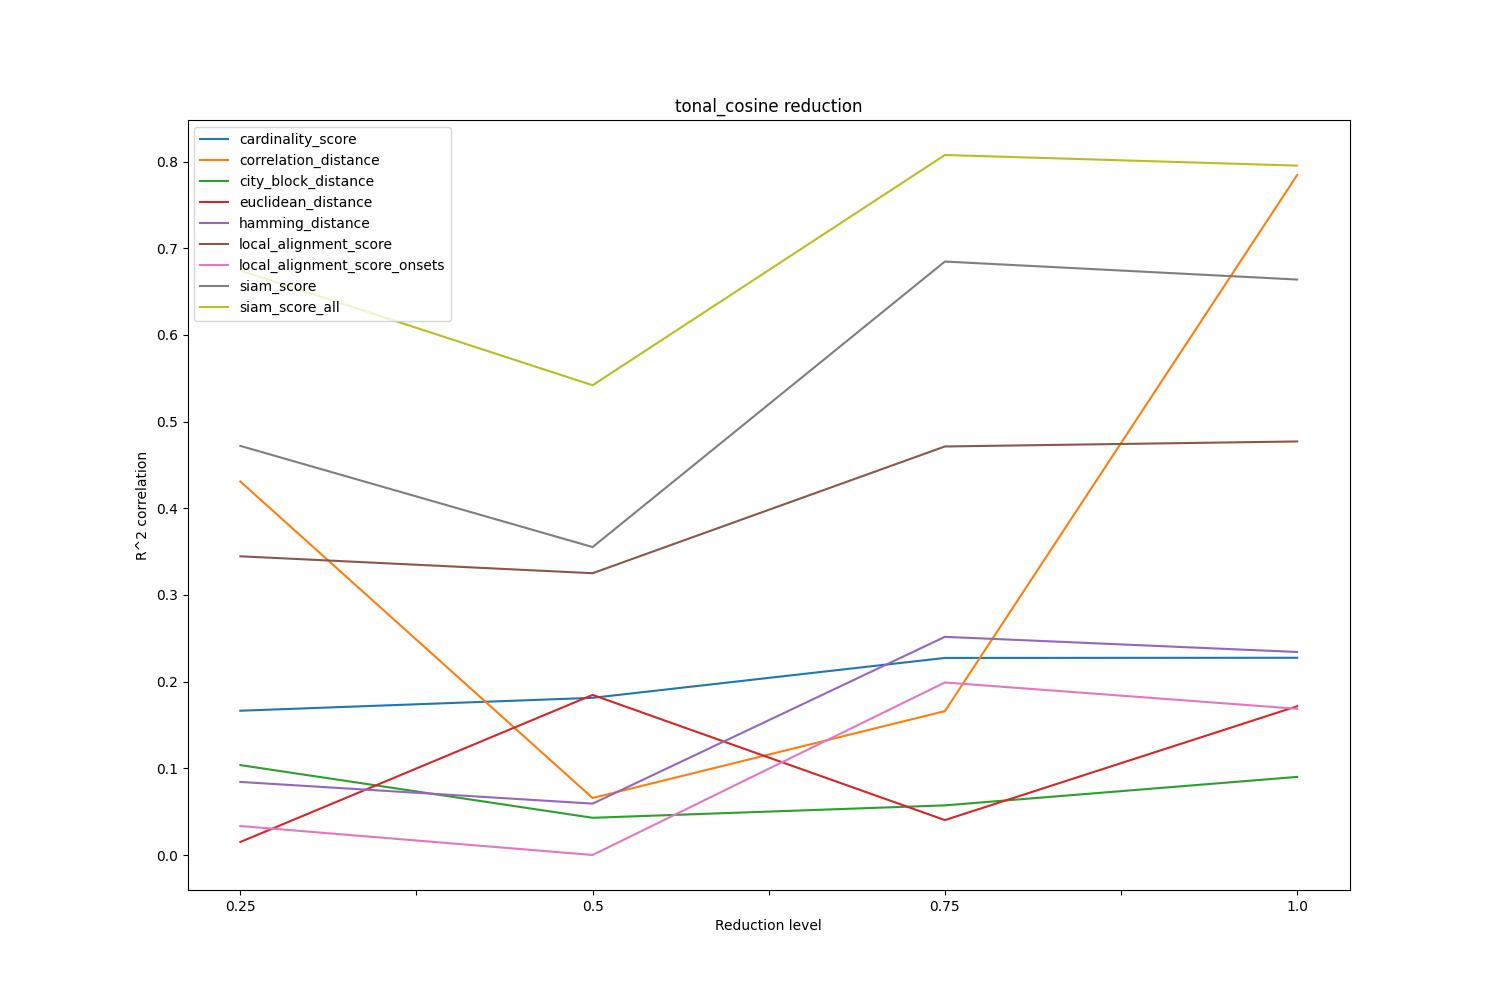 tonal_cosine reduction
cardinality_score
correlation_distance
city_block_distance
euclidean_distance
hamming_distance
local_alignment_score
local_alignment_score_onsets
siam_score
siam_score_all
0.8
0.7
0.6
0.5
0.4
0.3
0.2
0.1
0.0
R^2 correlation
0.25 0.5 0.75 1.0
Reduction level